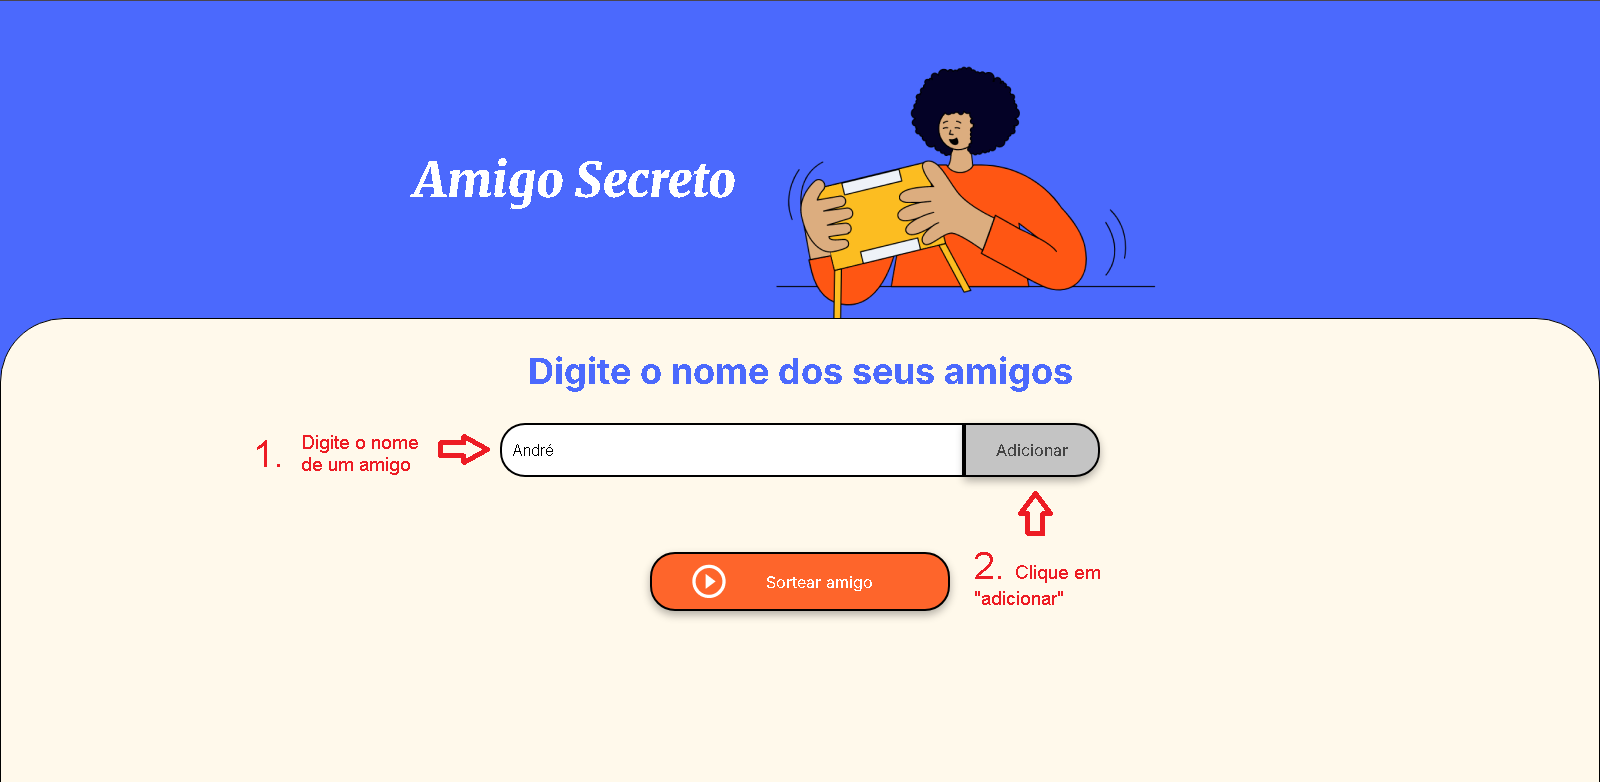 Amigo Secreto
Digite o nome dos seus amigos
1. Digite o nome
de um amigo
André
Adicionar
Sortear amigo
2. Clique em
"adicionar"